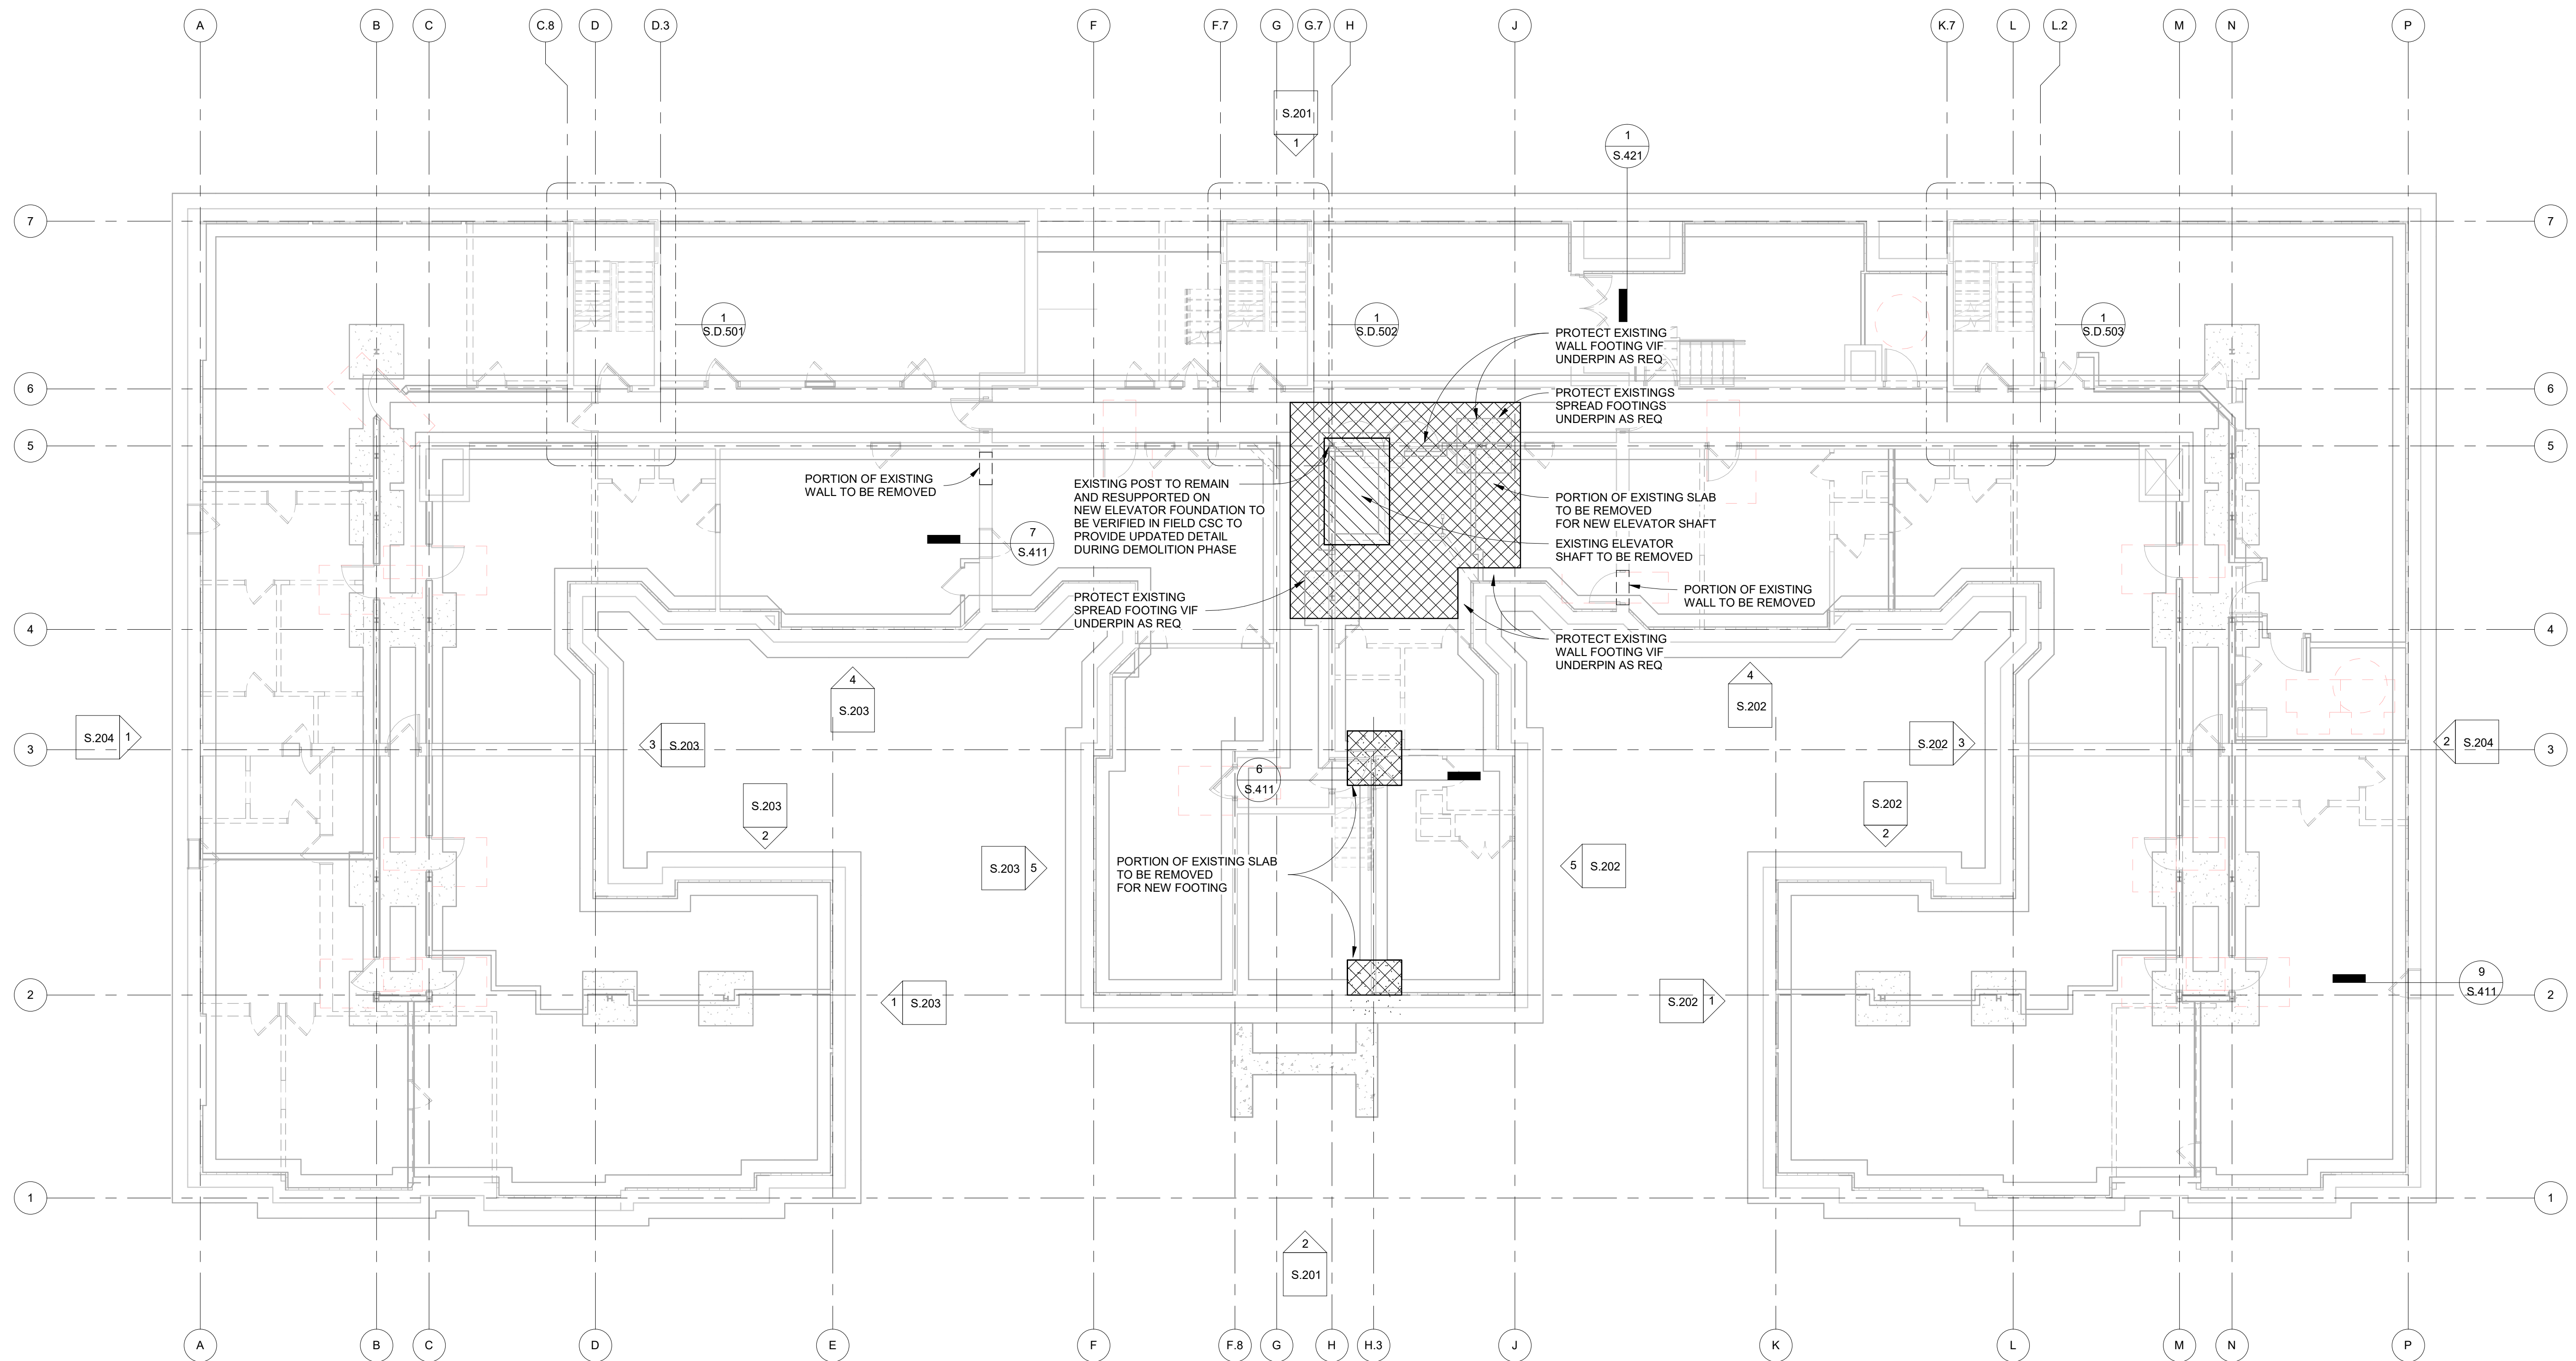 A
B
C
C.8
D
D.3
F
F.7
G
G.7
H
J
K.7
L
L.2
M
N
P
S.201
1
1
S.421
7
7
1
S.D.501
1
S.D.502
1
S.D.503
PROTECT EXISTING
WALL FOOTING VIF
UNDERPIN AS REQ
6
6
PROTECT EXISTINGS
SPREAD FOOTINGS
UNDERPIN AS REQ
5
5
PORTION OF EXISTING
WALL TO BE REMOVED
EXISTING POST TO REMAIN
AND RESUPPORTED ON
NEW ELEVATOR FOUNDATION TO
BE VERIFIED IN FIELD CSC TO
PROVIDE UPDATED DETAIL
DURING DEMOLITION PHASE
PORTION OF EXISTING SLAB
TO BE REMOVED
FOR NEW ELEVATOR SHAFT
7
S.411
EXISTING ELEVATOR
SHAFT TO BE REMOVED
PROTECT EXISTING
SPREAD FOOTING VIF
UNDERPIN AS REQ
PORTION OF EXISTING
WALL TO BE REMOVED
4
4
PROTECT EXISTING
WALL FOOTING VIF
UNDERPIN AS REQ
4
S.203
4
S.202
S.204 1
3 S.203
S.202 3
2 S.204
3
3
6
S.411
S.203
2
S.202
2
PORTION OF EXISTING SLAB
TO BE REMOVED
FOR NEW FOOTING
S.203 5
5 S.202
9
S.411
2
2
1 S.203
S.202 1
1
1
2
S.201
A
B
C
D
E
F
F.8
G
H
H.3
J
K
L
M
N
P